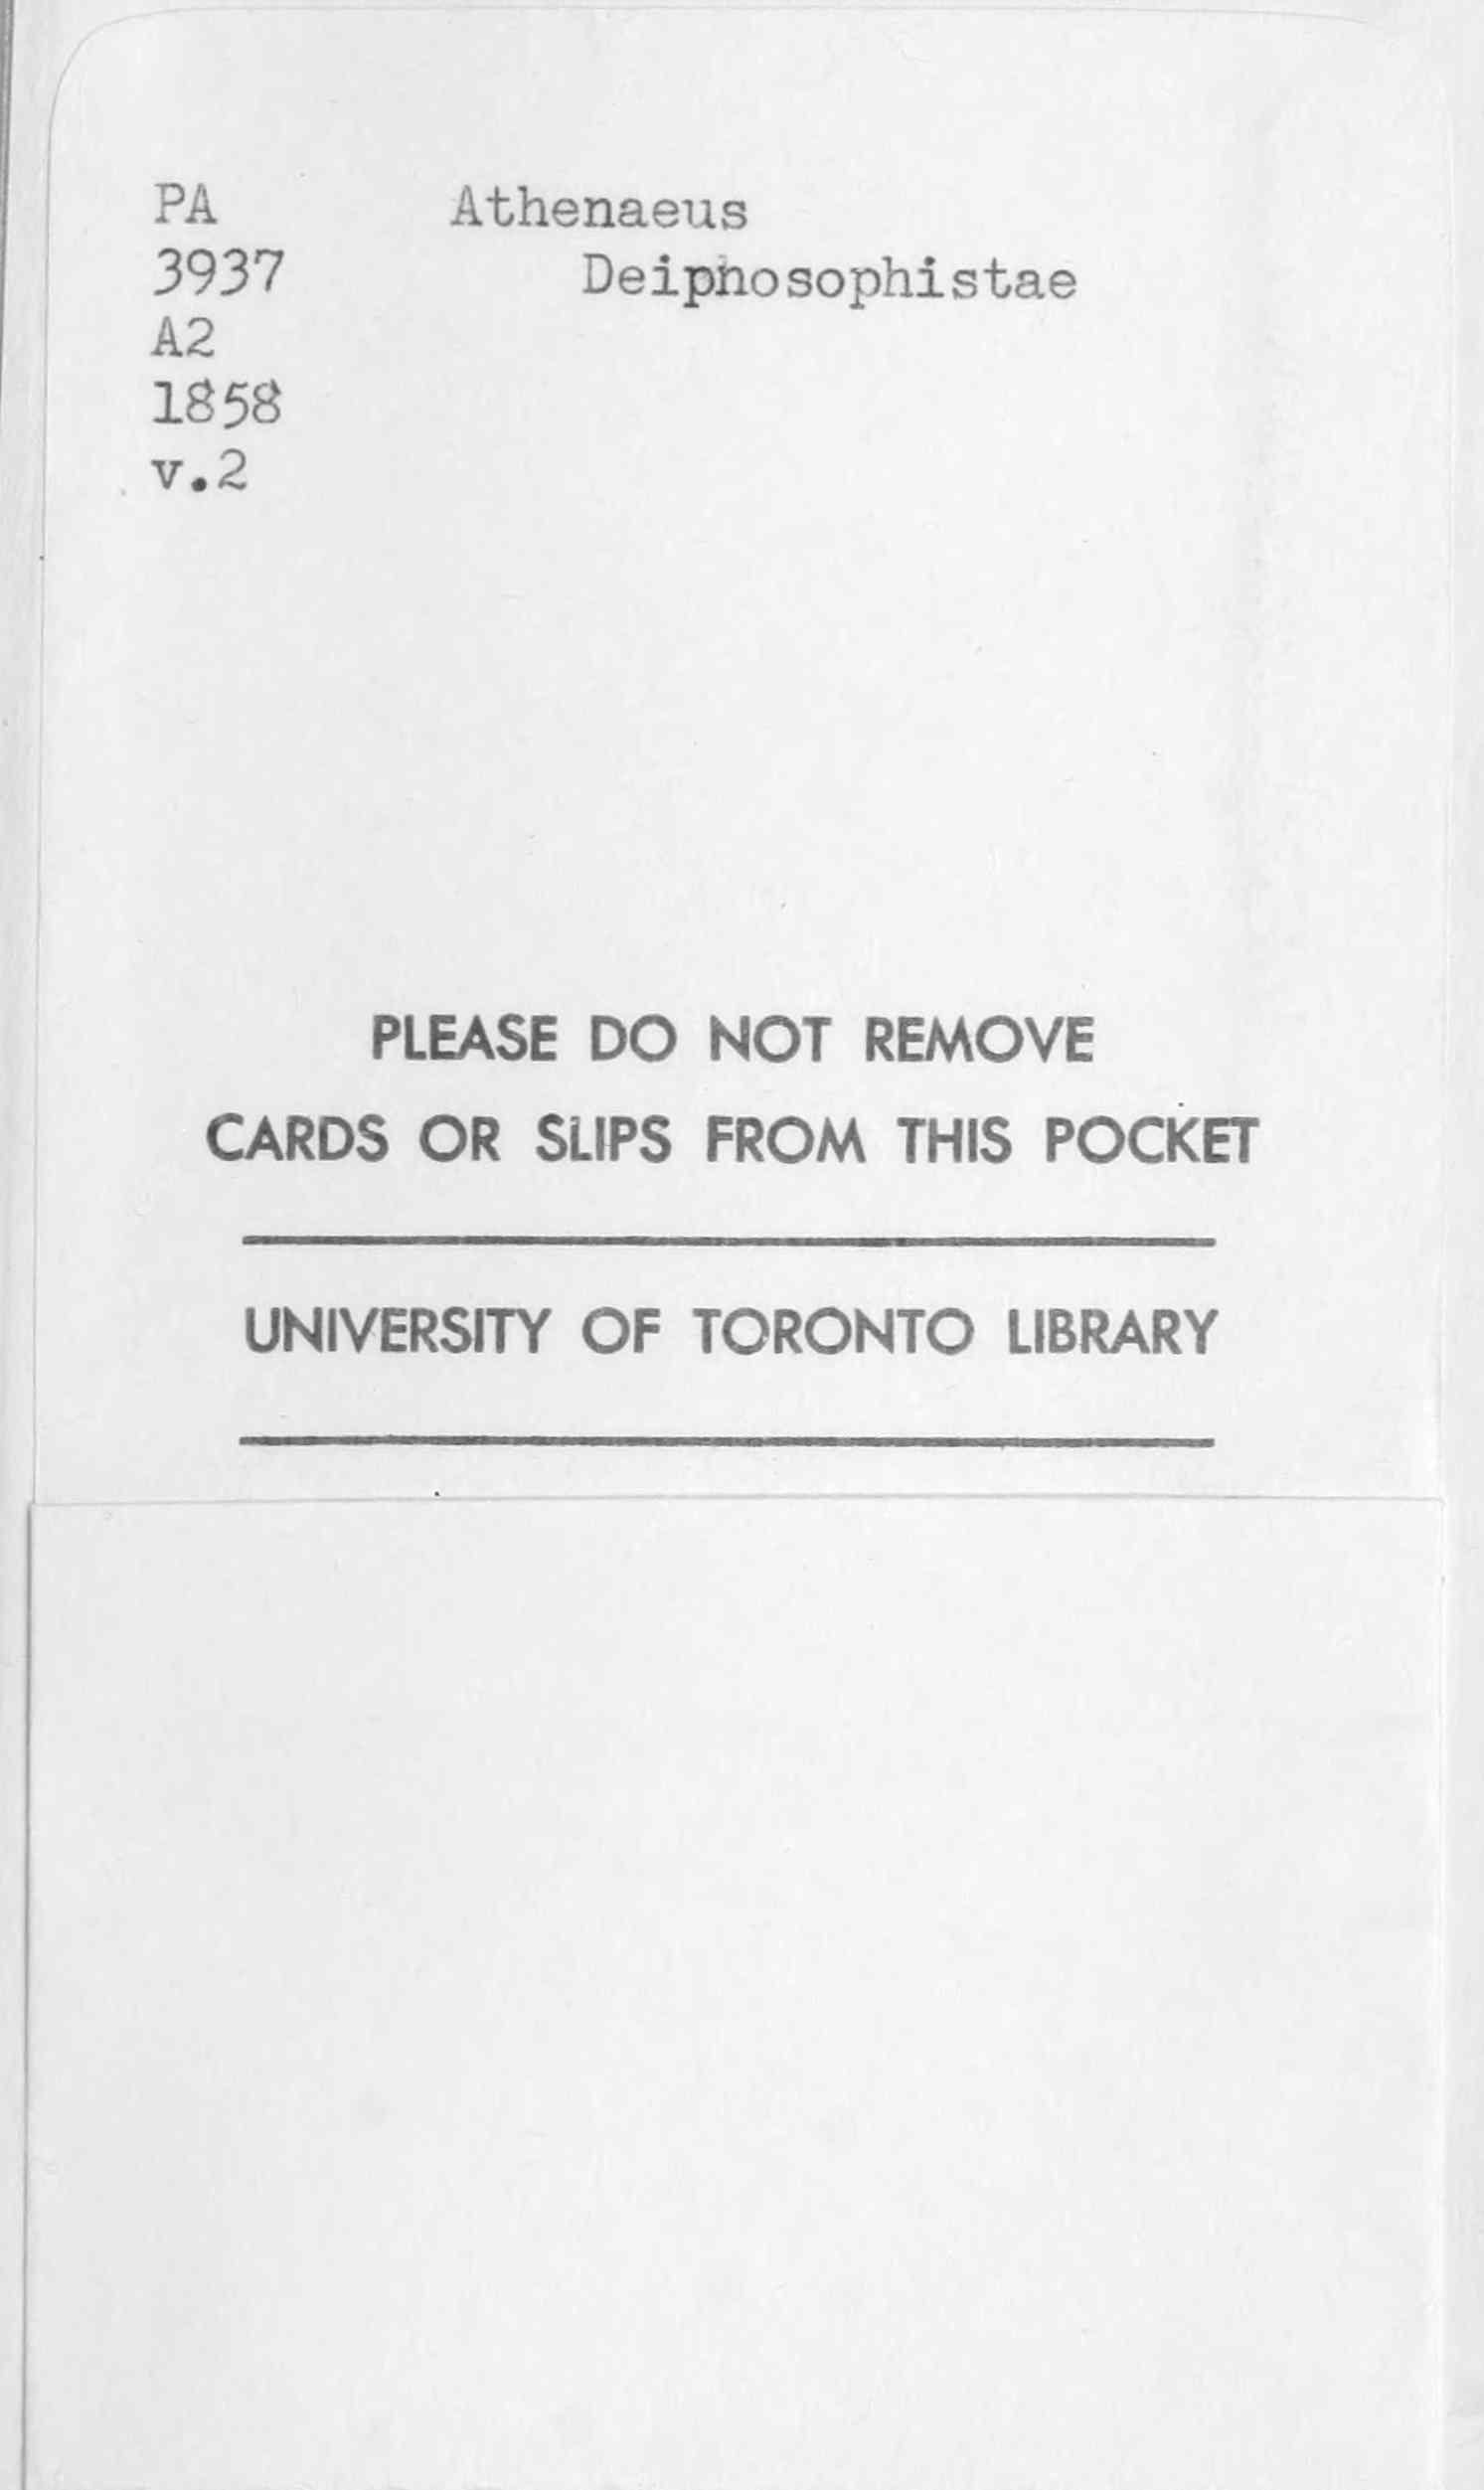 PA Athenaeus
3937 Deiphosophistae
A2
1858
v.2
PLEASE DO NOT REMOVE
CARDS OR SLIPS FROM THIS POCKET
UNIVERSITY OF TORONTO LIBRARY